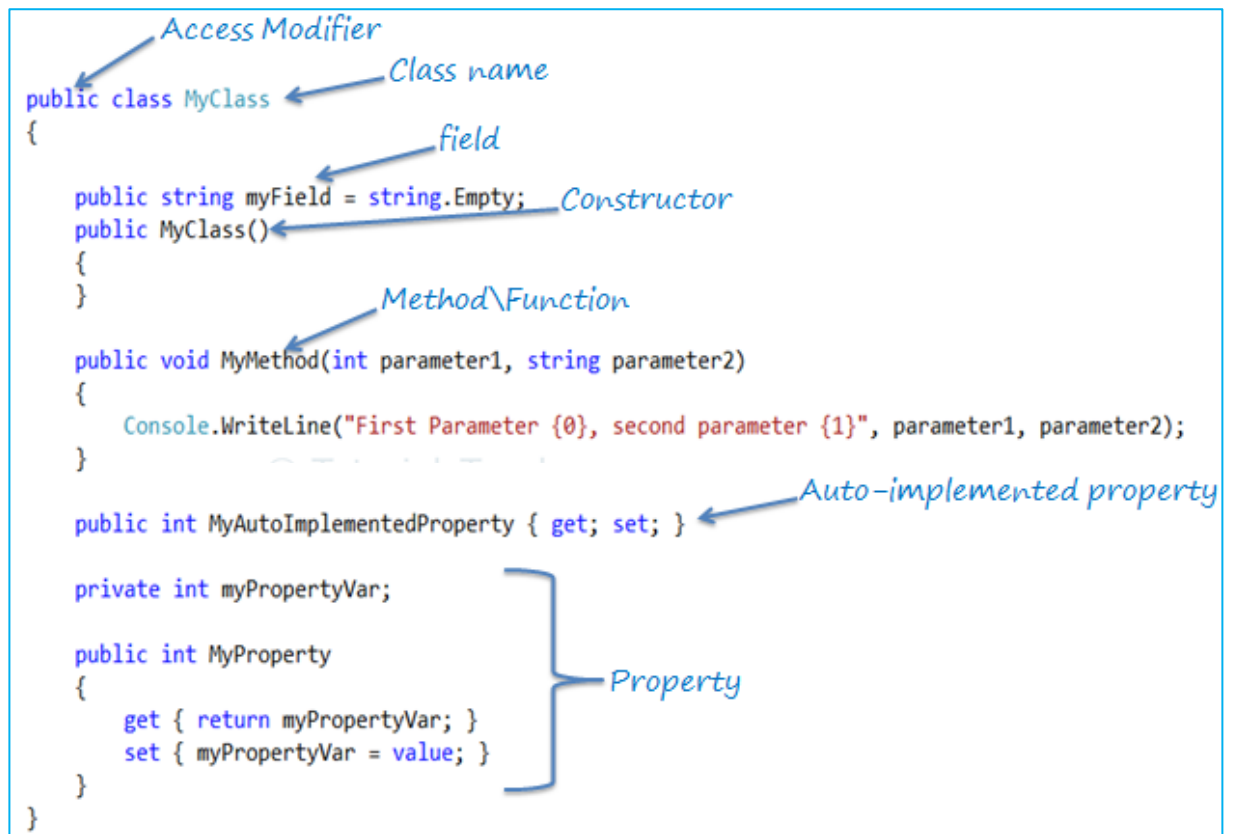 Access Modifier
Class name
public class MyClass
{
field
public string myField = string.Empty;
Constructor
public MyClass()
{
}
Method\Function
public void MyMethod(int parameter1, string parameter2)
{
Console.WriteLine("First Parameter {0}, second parameter {1}", parameter1, parameter2);
}
Auto-implemented property
public int MyAutoImplementedProperty { get; set; }
private int myPropertyVar;
public int MyProperty
{
Property
get { return myPropertyVar; }
set { myPropertyVar = value; }
}
}